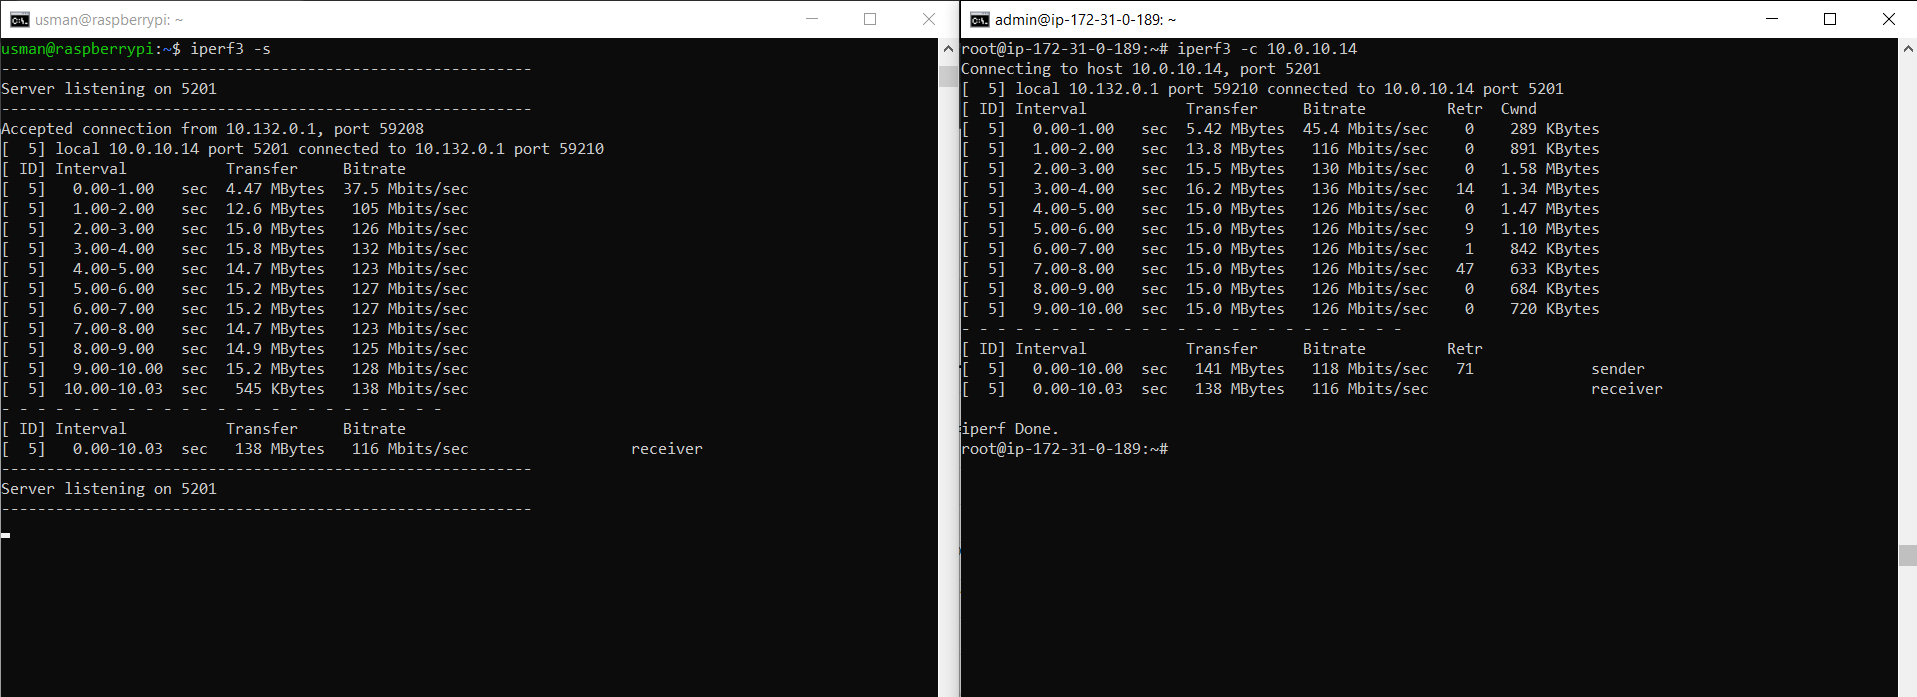 usman@raspberrypi: ~
usman@raspberrypi:~$ iperf3 -s
-----------------------------------------------------------
Server listening on 5201
-----------------------------------------------------------
Accepted connection from 10.132.0.1, port 59208
[  5] local 10.0.10.14 port 5201 connected to 10.132.0.1 port 59210
[ ID] Interval           Transfer     Bitrate
[  5]   0.00-1.00   sec  4.47 MBytes  37.5 Mbits/sec
[  5]   1.00-2.00   sec  12.6 MBytes   105 Mbits/sec
[  5]   2.00-3.00   sec  15.0 MBytes   126 Mbits/sec
[  5]   3.00-4.00   sec  15.8 MBytes   132 Mbits/sec
[  5]   4.00-5.00   sec  14.7 MBytes   123 Mbits/sec
[  5]   5.00-6.00   sec  15.2 MBytes   127 Mbits/sec
[  5]   6.00-7.00   sec  15.2 MBytes   127 Mbits/sec
[  5]   7.00-8.00   sec  14.7 MBytes   123 Mbits/sec
[  5]   8.00-9.00   sec  14.9 MBytes   125 Mbits/sec
[  5]   9.00-10.00  sec  15.2 MBytes   128 Mbits/sec
[  5]  10.00-10.03  sec   545 KBytes   138 Mbits/sec
- - - - - - - - - - - - - - - - - - - - - - - - -
[ ID] Interval           Transfer     Bitrate
[  5]   0.00-10.03  sec   138 MBytes   116 Mbits/sec                  receiver
-----------------------------------------------------------
Server listening on 5201
-----------------------------------------------------------
admin@ip-172-31-0-189: ~
root@ip-172-31-0-189:~# iperf3 -c 10.0.10.14
Connecting to host 10.0.10.14, port 5201
[  5] local 10.132.0.1 port 59210 connected to 10.0.10.14 port 5201
[ ID] Interval           Transfer     Bitrate         Retr  Cwnd
[  5]   0.00-1.00   sec  5.42 MBytes  45.4 Mbits/sec    0    289 KBytes
[  5]   1.00-2.00   sec  13.8 MBytes   116 Mbits/sec    0    891 KBytes
[  5]   2.00-3.00   sec  15.5 MBytes   130 Mbits/sec    0   1.58 MBytes
[  5]   3.00-4.00   sec  16.2 MBytes   136 Mbits/sec   14   1.34 MBytes
[  5]   4.00-5.00   sec  15.0 MBytes   126 Mbits/sec    0   1.47 MBytes
[  5]   5.00-6.00   sec  15.0 MBytes   126 Mbits/sec    9   1.10 MBytes
[  5]   6.00-7.00   sec  15.0 MBytes   126 Mbits/sec    1    842 KBytes
[  5]   7.00-8.00   sec  15.0 MBytes   126 Mbits/sec   47    633 KBytes
[  5]   8.00-9.00   sec  15.0 MBytes   126 Mbits/sec    0    684 KBytes
[  5]   9.00-10.00  sec  15.0 MBytes   126 Mbits/sec    0    720 KBytes
- - - - - - - - - - - - - - - - - - - - - - - - -
[ ID] Interval           Transfer     Bitrate         Retr
[  5]   0.00-10.00  sec   141 MBytes   118 Mbits/sec   71             sender
[  5]   0.00-10.03  sec   138 MBytes   116 Mbits/sec                  receiver
iperf Done.
root@ip-172-31-0-189:~#